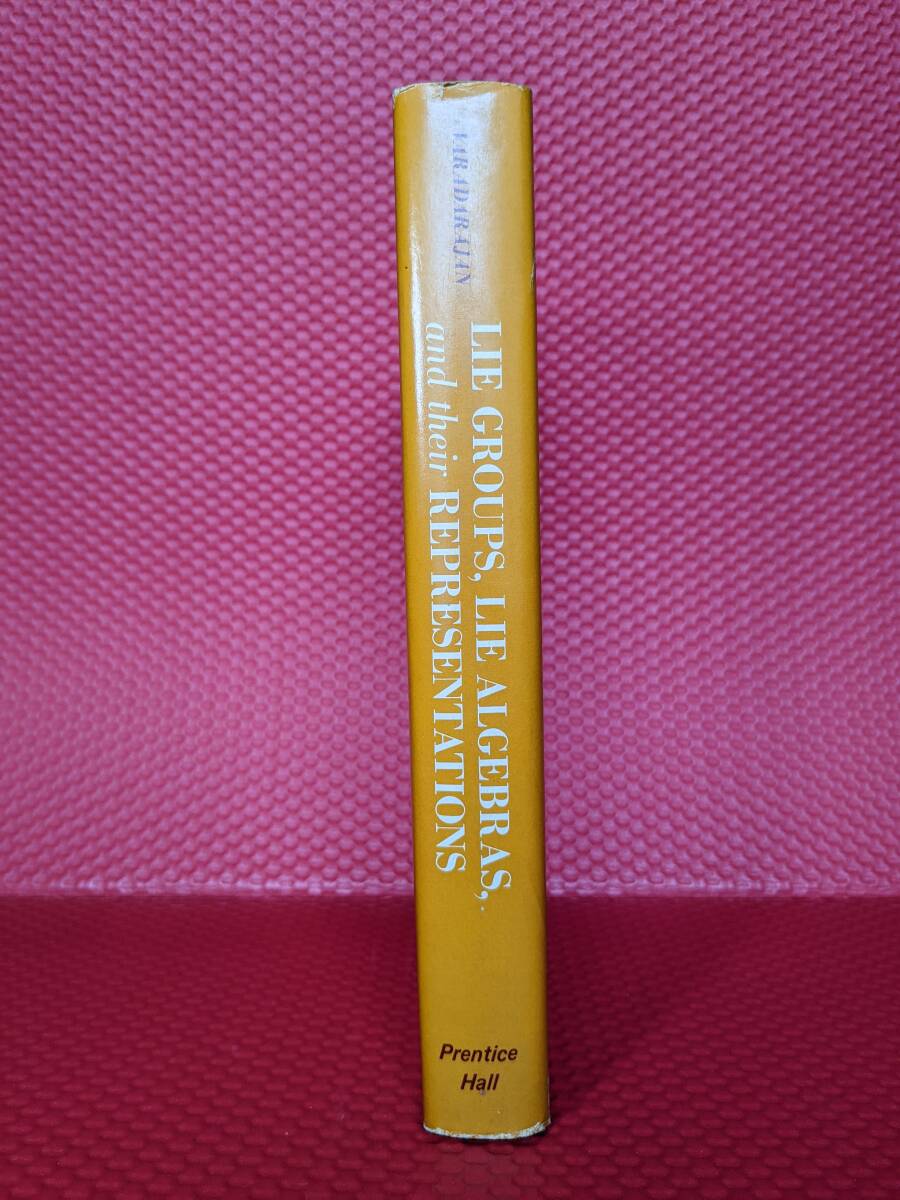 VARADARAJAN
LIE GROUPS, LIE ALGEBRAS,
and their REPRESENTATIONS
Prentice
Hall